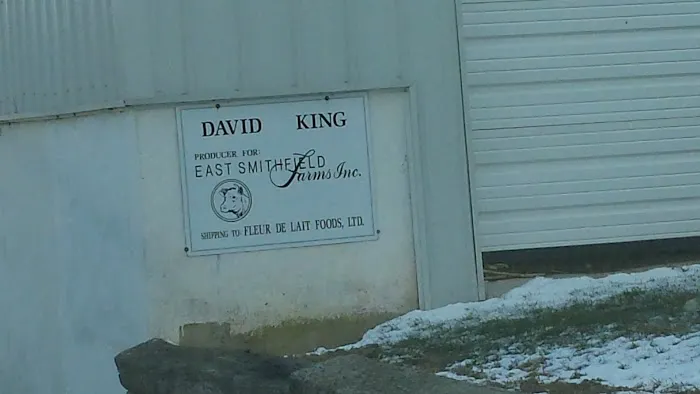 DAVID KING
PRODUCER FOR:
EAST SMITHFIELD
Farms Inc.
SHIPPING TO: FLEUR DE LAIT FOODS, LTD.